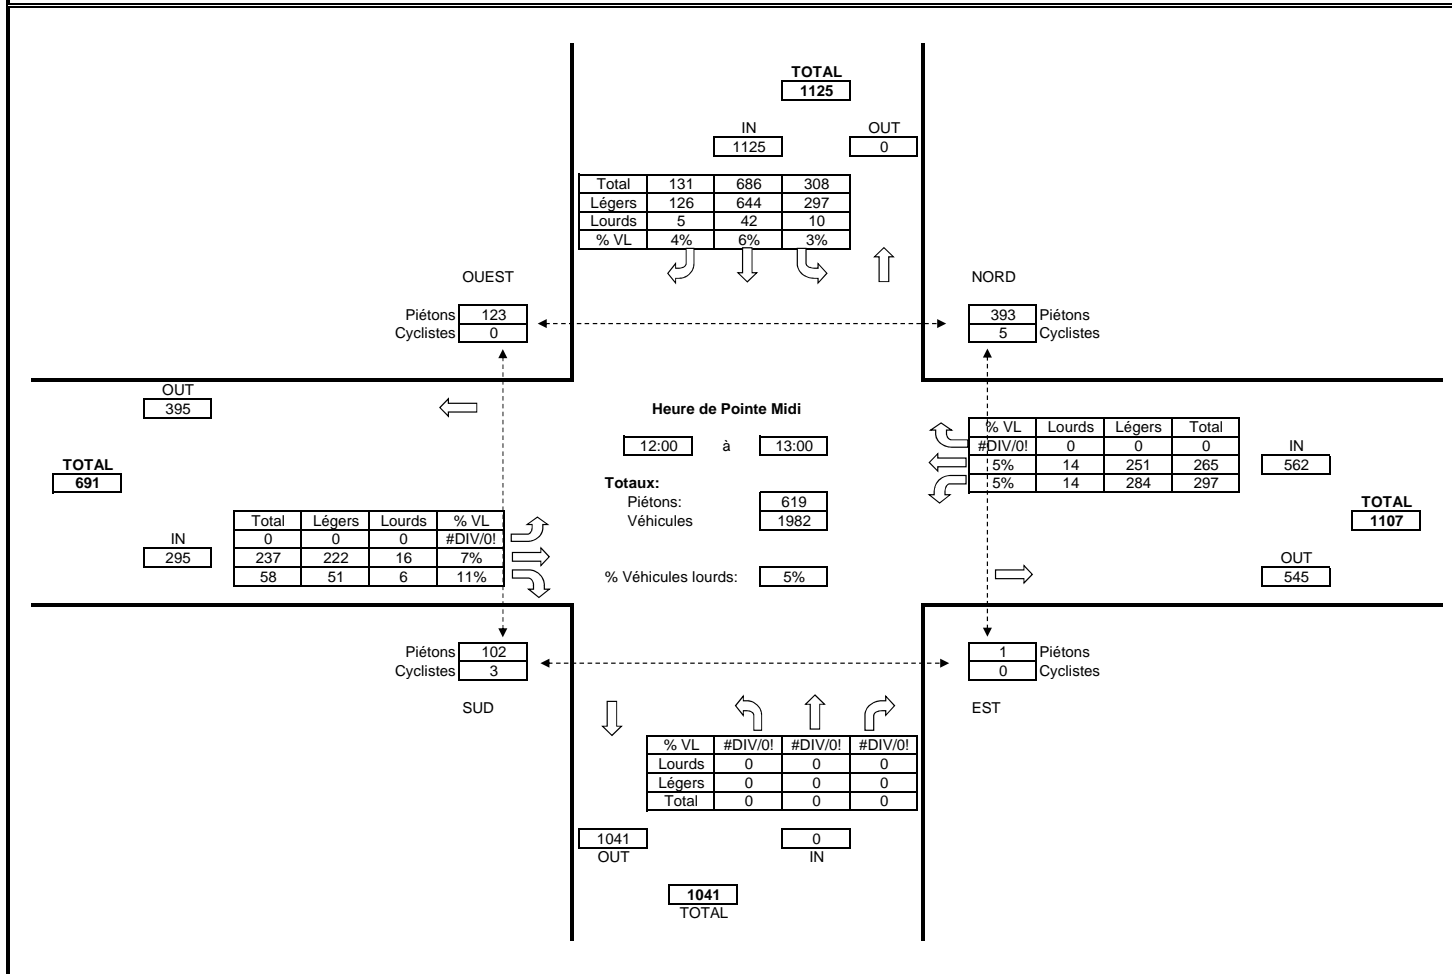 TOTAL
1125
IN OUT
1125 0
Total 131 686 308
Légers 126 644 297
Lourds 5 42 10
% VL 4% 6% 3%
OUEST NORD
Piétons 123 393 Piétons
Cyclistes 0 5 Cyclistes
OUT
395
Heure de Pointe Midi
12:00 à 13:00
% VL Lourds Légers Total
#DIV/0! 0 0 0 IN
5% 14 251 265 562
5% 14 284 297
TOTAL
691
Totaux:
Piétons: 619
Véhicules 1982
TOTAL
1107
Total Légers Lourds % VL
IN 0 0 0 #DIV/0!
295 237 222 16 7%
58 51 6 11%
% Véhicules lourds: 5%
OUT
545
Piétons 102 1 Piétons
Cyclistes 3 0 Cyclistes
SUD EST
% VL #DIV/0! #DIV/0! #DIV/0!
Lourds 0 0 0
Légers 0 0 0
Total 0 0 0
1041 0
OUT IN
1041
TOTAL